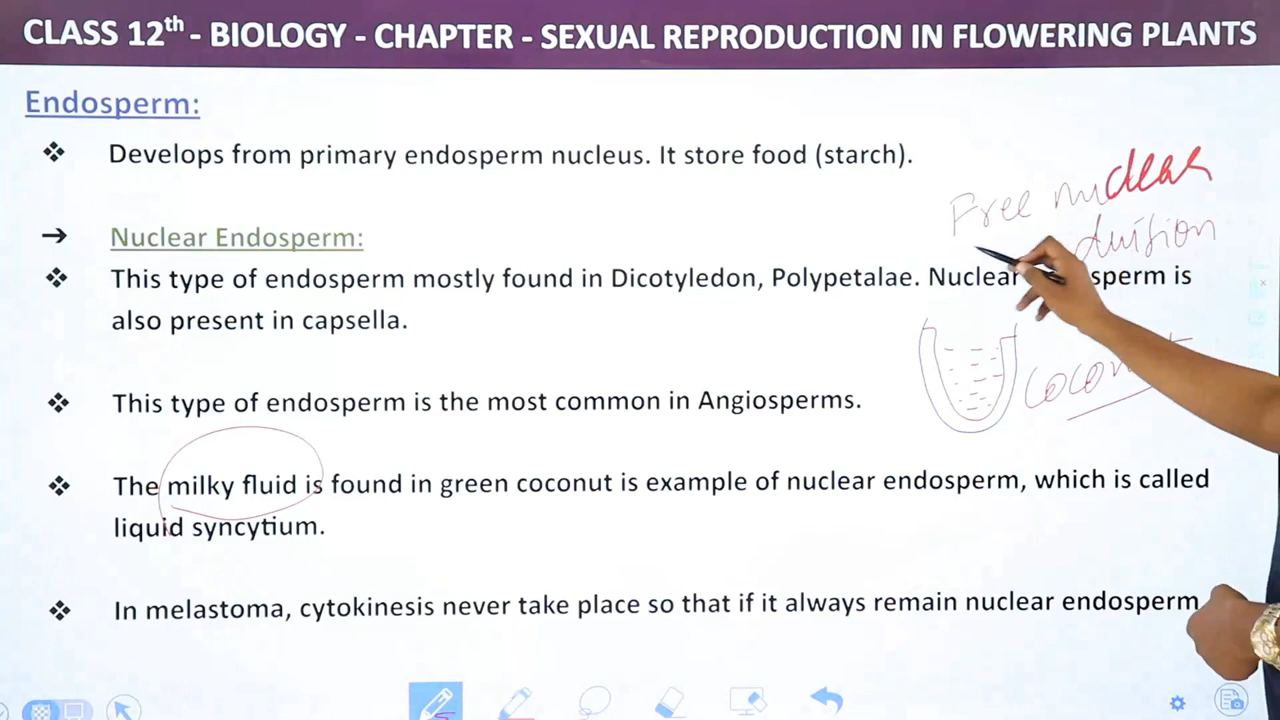 CLASS 12th - BIOLOGY - CHAPTER - SEXUAL REPRODUCTION IN FLOWERING PLANTS
Endosperm:
❖ Develops from primary endosperm nucleus. It store food (starch).
Free nuclear
division
→ Nuclear Endosperm:
❖ This type of endosperm mostly found in Dicotyledon, Polypetalae. Nuclear sperm is
also present in capsella.
❖ This type of endosperm is the most common in Angiosperms.
❖ The milky fluid is found in green coconut is example of nuclear endosperm, which is called
liquid syncytium.
❖ In melastoma, cytokinesis never take place so that if it always remain nuclear endosperm